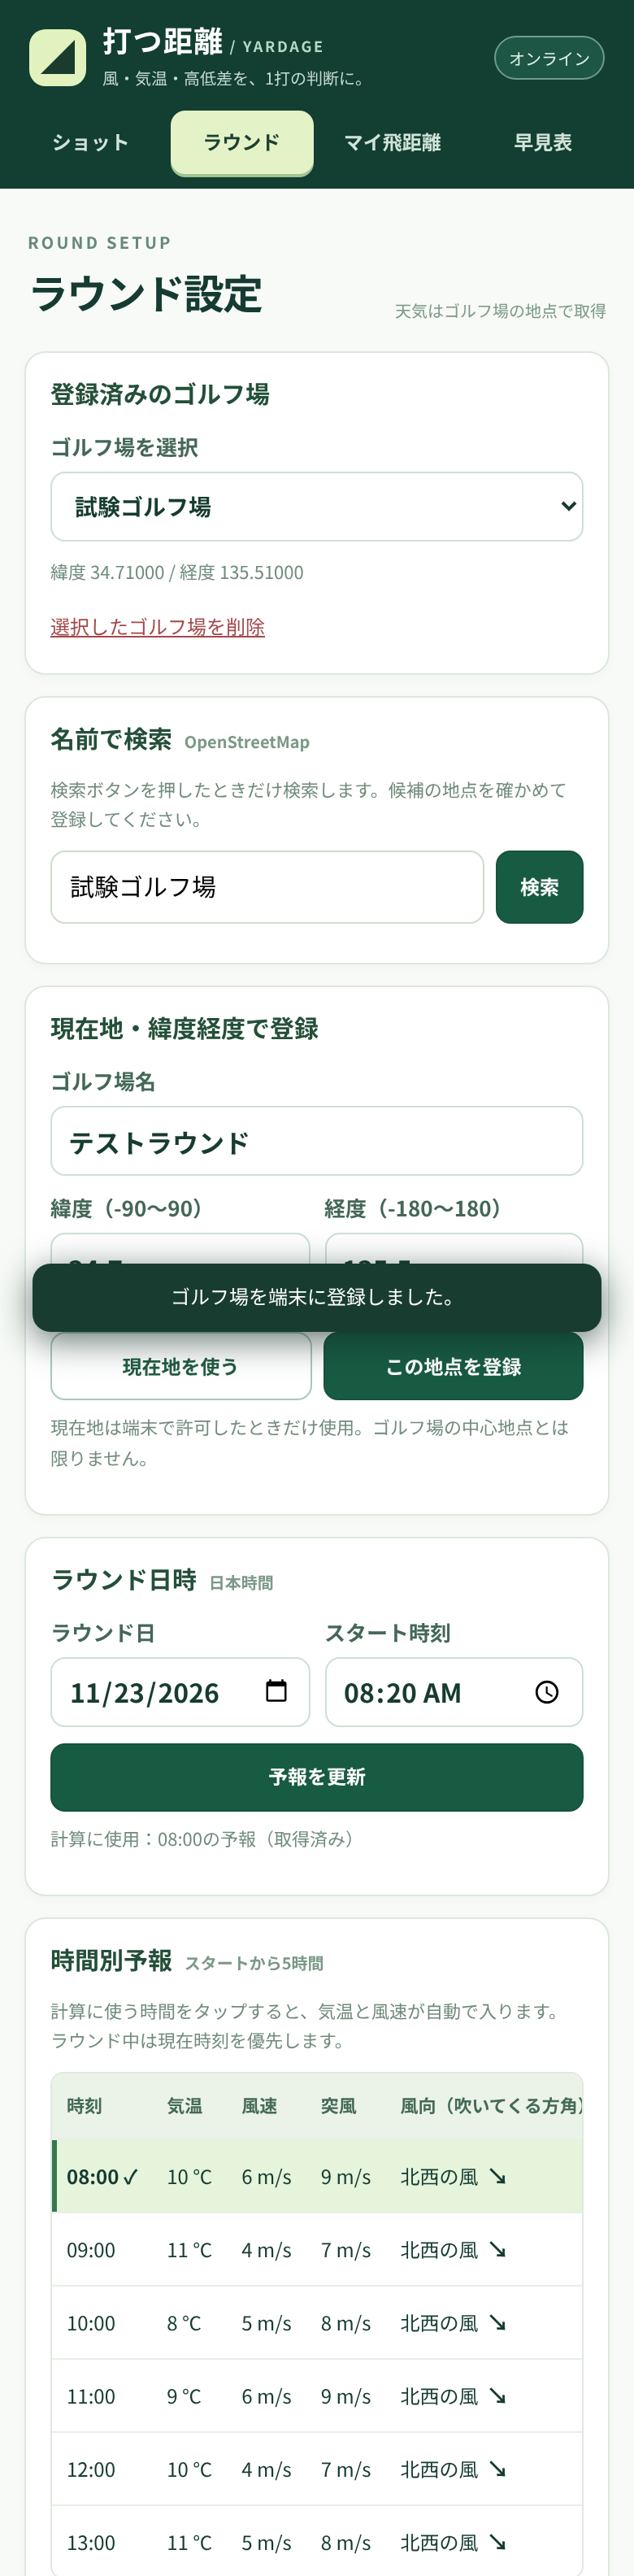 打つ距離 / YARDAGE
風・気温・高低差を、1打の判断に。
オンライン
ショット ラウンド マイ飛距離 早見表
ROUND SETUP
ラウンド設定
天気はゴルフ場の地点で取得
登録済みのゴルフ場
ゴルフ場を選択
試験ゴルフ場
緯度 34.71000 / 経度 135.51000
選択したゴルフ場を削除
名前で検索 OpenStreetMap
検索ボタンを押したときだけ検索します。候補の地点を確かめて
登録してください。
試験ゴルフ場 検索
現在地・緯度経度で登録
ゴルフ場名
テストラウンド
緯度（-90〜90） 経度（-180〜180）
ゴルフ場を端末に登録しました。
現在地を使う この地点を登録
現在地は端末で許可したときだけ使用。ゴルフ場の中心地点とは
限りません。
ラウンド日時 日本時間
ラウンド日 スタート時刻
11/23/2026 08:20 AM
予報を更新
計算に使用：08:00の予報（取得済み）
時間別予報 スタートから5時間
計算に使う時間をタップすると、気温と風速が自動で入ります。
ラウンド中は現在時刻を優先します。
時刻 気温 風速 突風 風向（吹いてくる方角）
08:00 ✓ 10 °C 6 m/s 9 m/s 北西の風 ↘
09:00 11 °C 4 m/s 7 m/s 北西の風 ↘
10:00 8 °C 5 m/s 8 m/s 北西の風 ↘
11:00 9 °C 6 m/s 9 m/s 北西の風 ↘
12:00 10 °C 4 m/s 7 m/s 北西の風 ↘
13:00 11 °C 5 m/s 8 m/s 北西の風 ↘